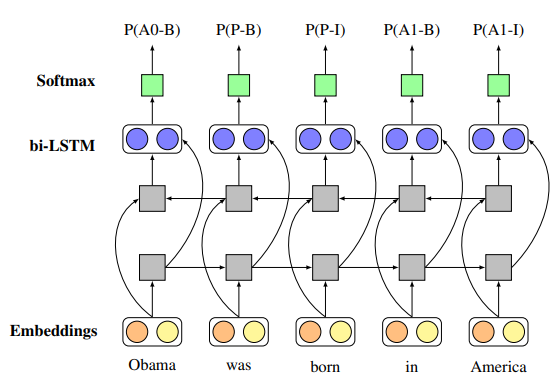 P(A0-B) P(P-B) P(P-I) P(A1-B) P(A1-I)
Softmax
bi-LSTM
Embeddings
Obama was born in America